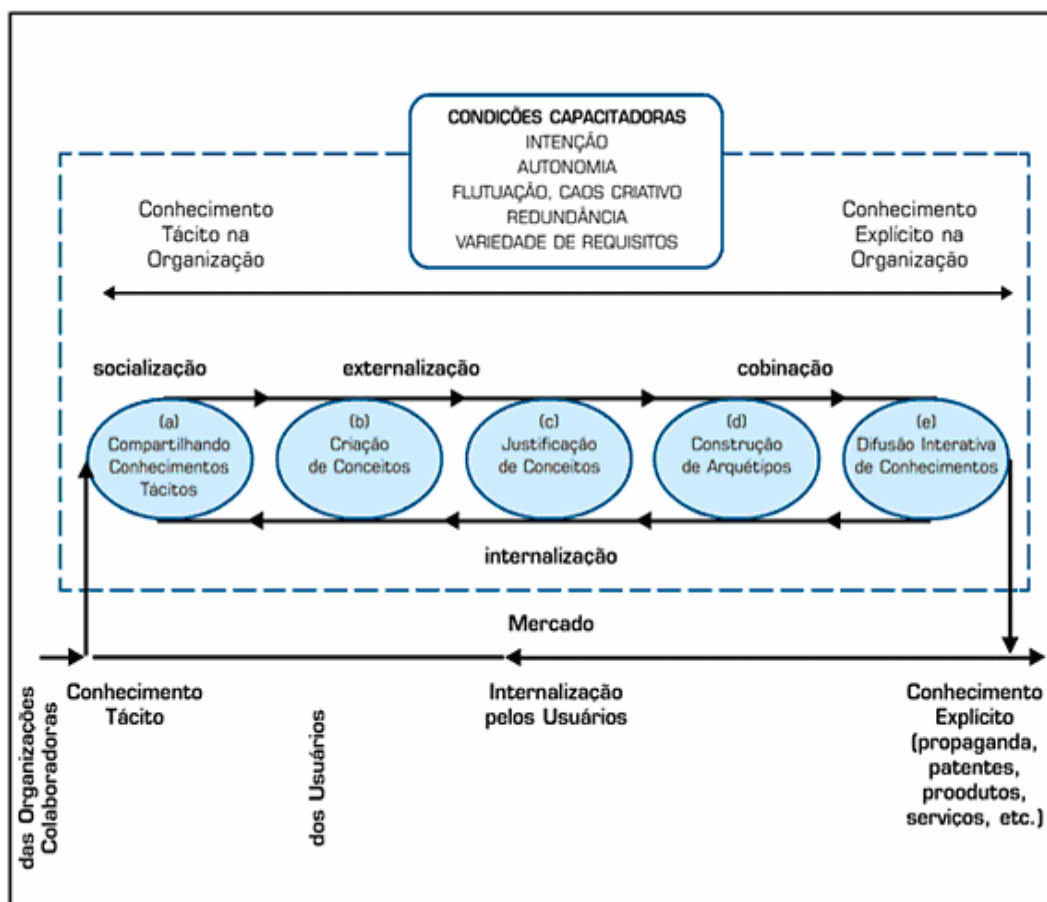 CONDIÇÕES CAPACITADORAS
INTENÇÃO
AUTONOMIA
FLUTUAÇÃO, CAOS CRIATIVO
REDUNDÂNCIA
VARIEDADE DE REQUISITOS
Conhecimento
Tácito na
Organização
Conhecimento
Explícito na
Organização
socialização
externalização
cobinação
(a)
Compartilhando
Conhecimentos
Tácitos
(b)
Criação
de Conceitos
(c)
Justificação
de Conceitos
(d)
Construção
de Arquétipos
(e)
Difusão Interativa
de Conhecimentos
internalização
Mercado
das Organizações
Colaboradoras
Conhecimento
Tácito
dos Usuários
Internalização
pelos Usuários
Conhecimento
Explícito
(propaganda,
patentes,
proodutos,
serviços, etc.)